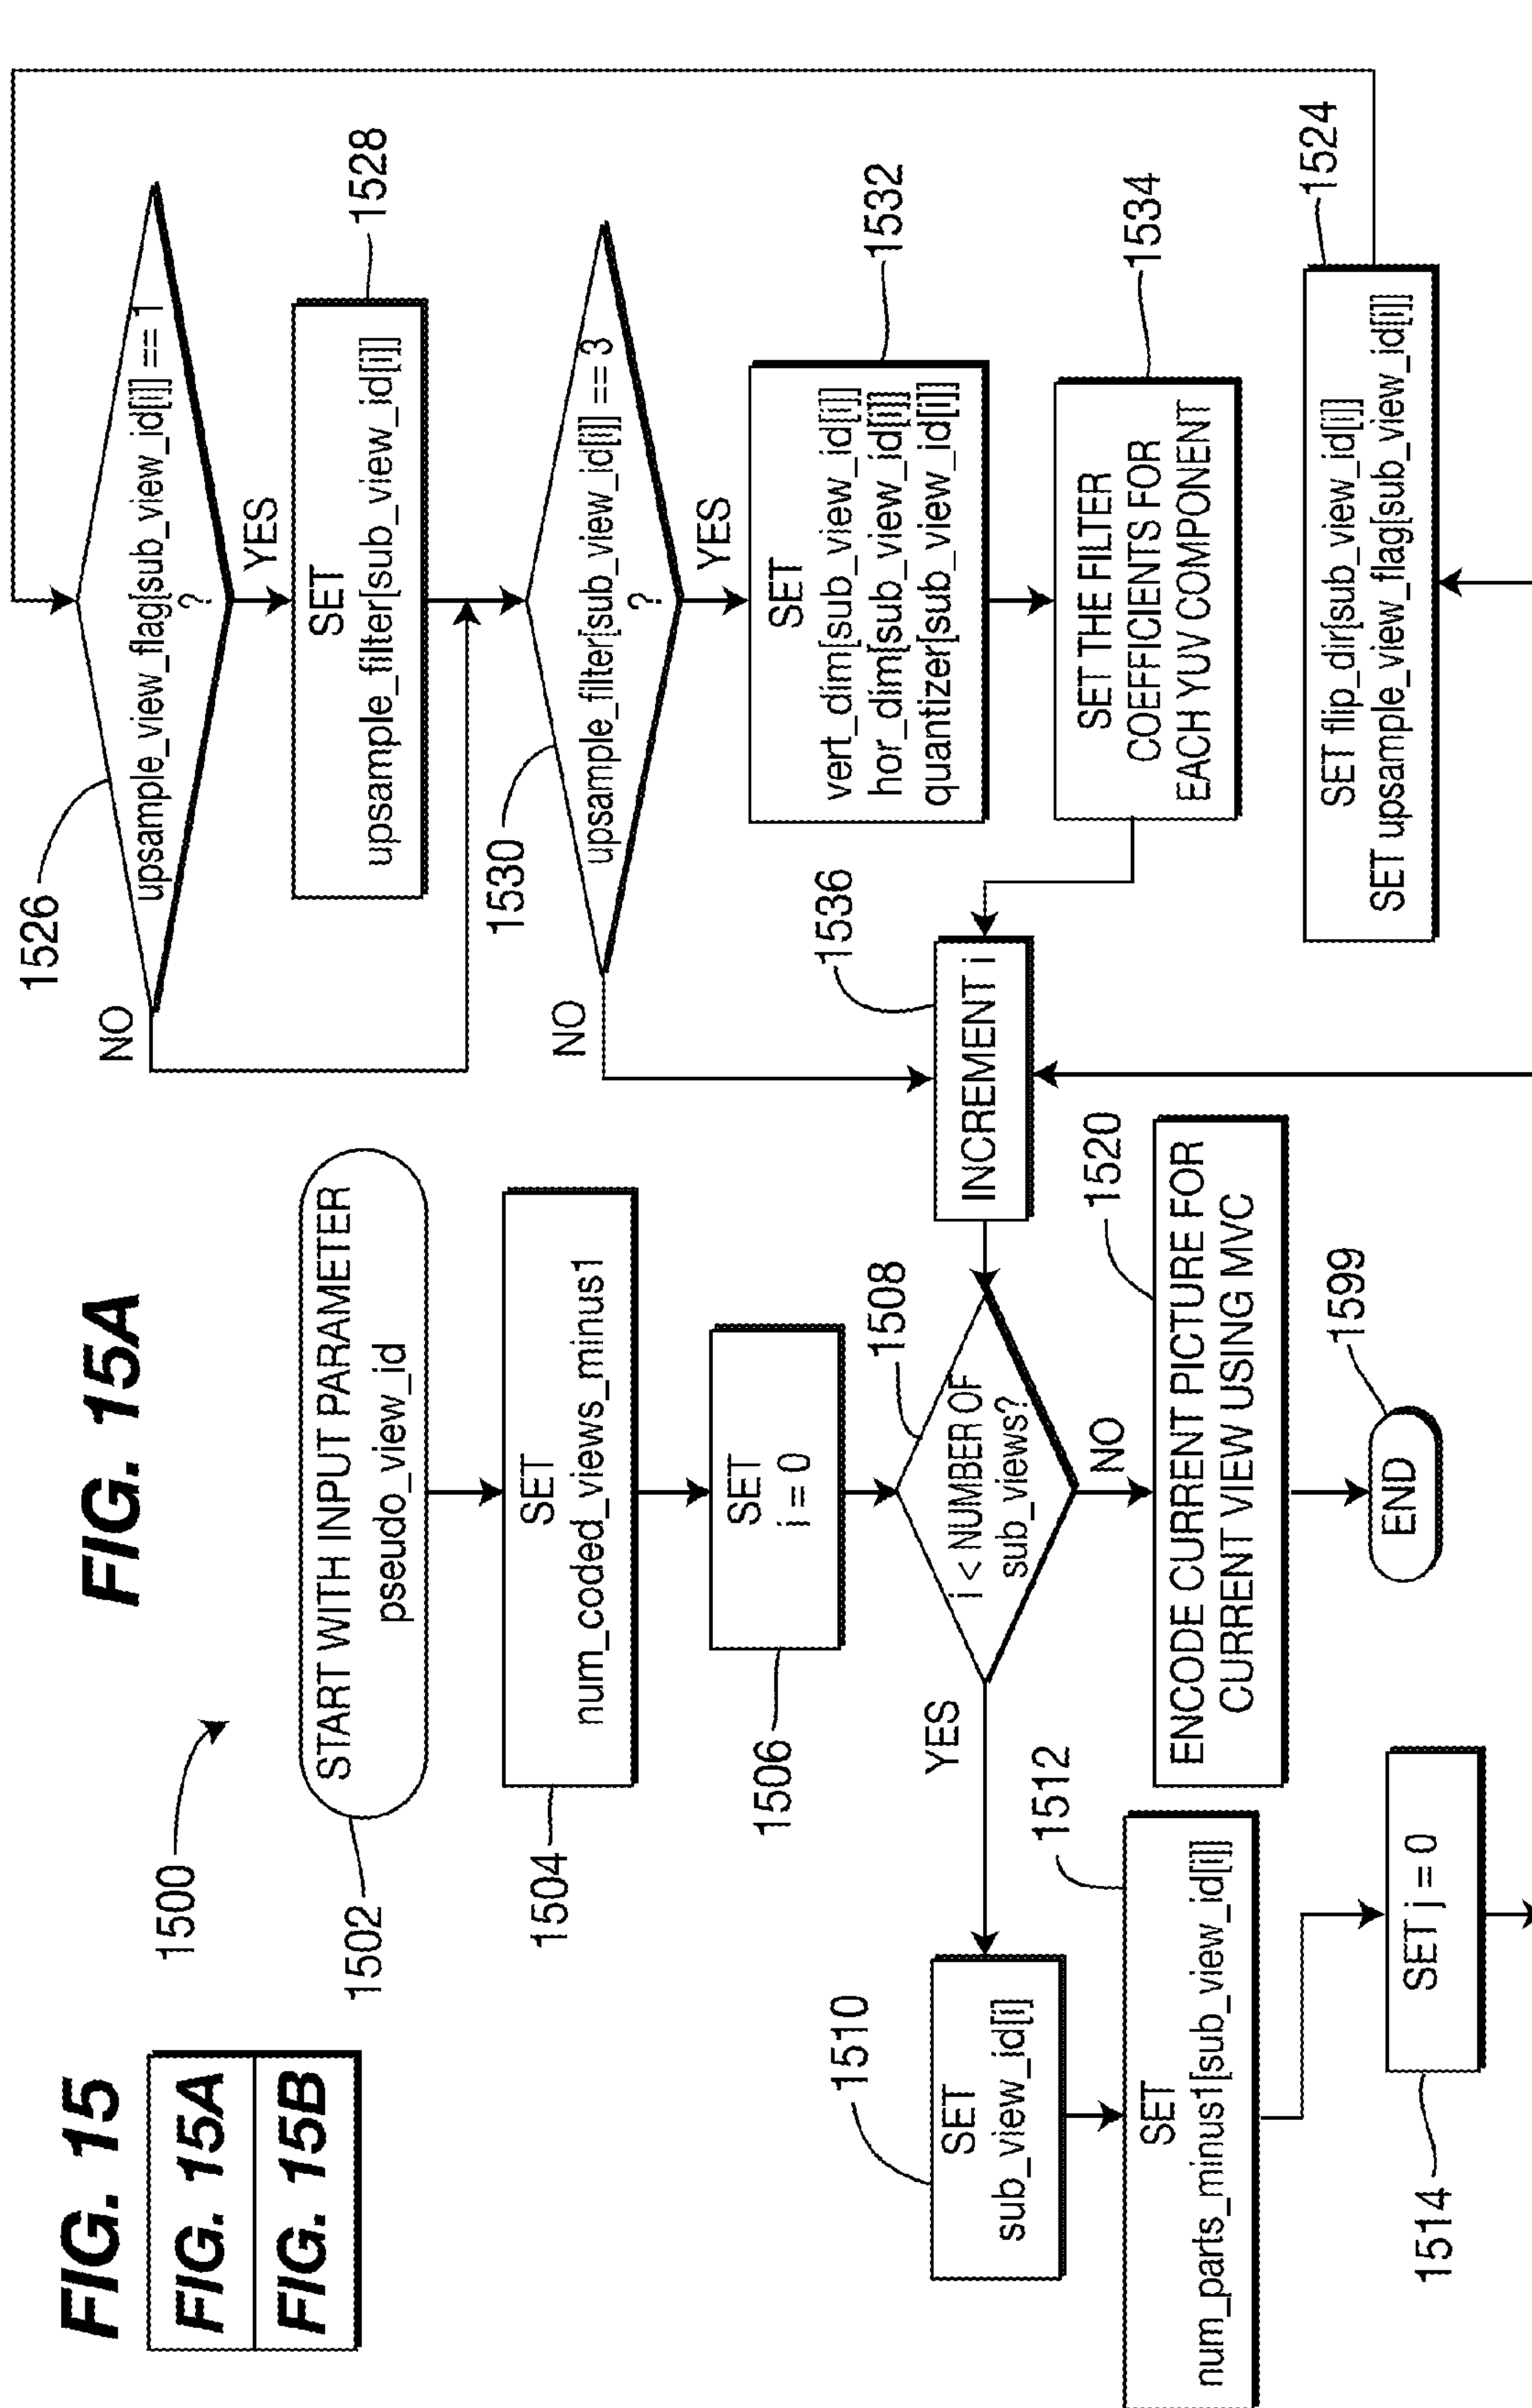 FIG. 15
FIG. 15A
FIG. 15B
FIG. 15A
1500
1502
START WITH INPUT PARAMETER
pseudo_view_id
1504
SET
num_coded_views_minus1
1506
SET
i = 0
1508
i < NUMBER OF
sub_views?
YES
NO
1510
SET
sub_view_id[i]
1512
SET
num_parts_minus1[sub_view_id[i]]
1514
SET j = 0
1520
ENCODE CURRENT PICTURE FOR
CURRENT VIEW USING MVC
1599
END
1526
upsample_view_flag[sub_view_id[i]] == 1
?
NO
YES
1528
SET
upsample_filter[sub_view_id[i]]
1530
upsample_filter[sub_view_id[i]] == 3
?
NO
YES
1532
SET
vert_dim[sub_view_id[i]]
hor_dim[sub_view_id[i]]
quantizer[sub_view_id[i]]
1534
SET THE FILTER
COEFFICIENTS FOR
EACH YUV COMPONENT
1536
INCREMENT i
1524
SET flip_dir[sub_view_id[i]]
SET upsample_view_flag[sub_view_id[i]]